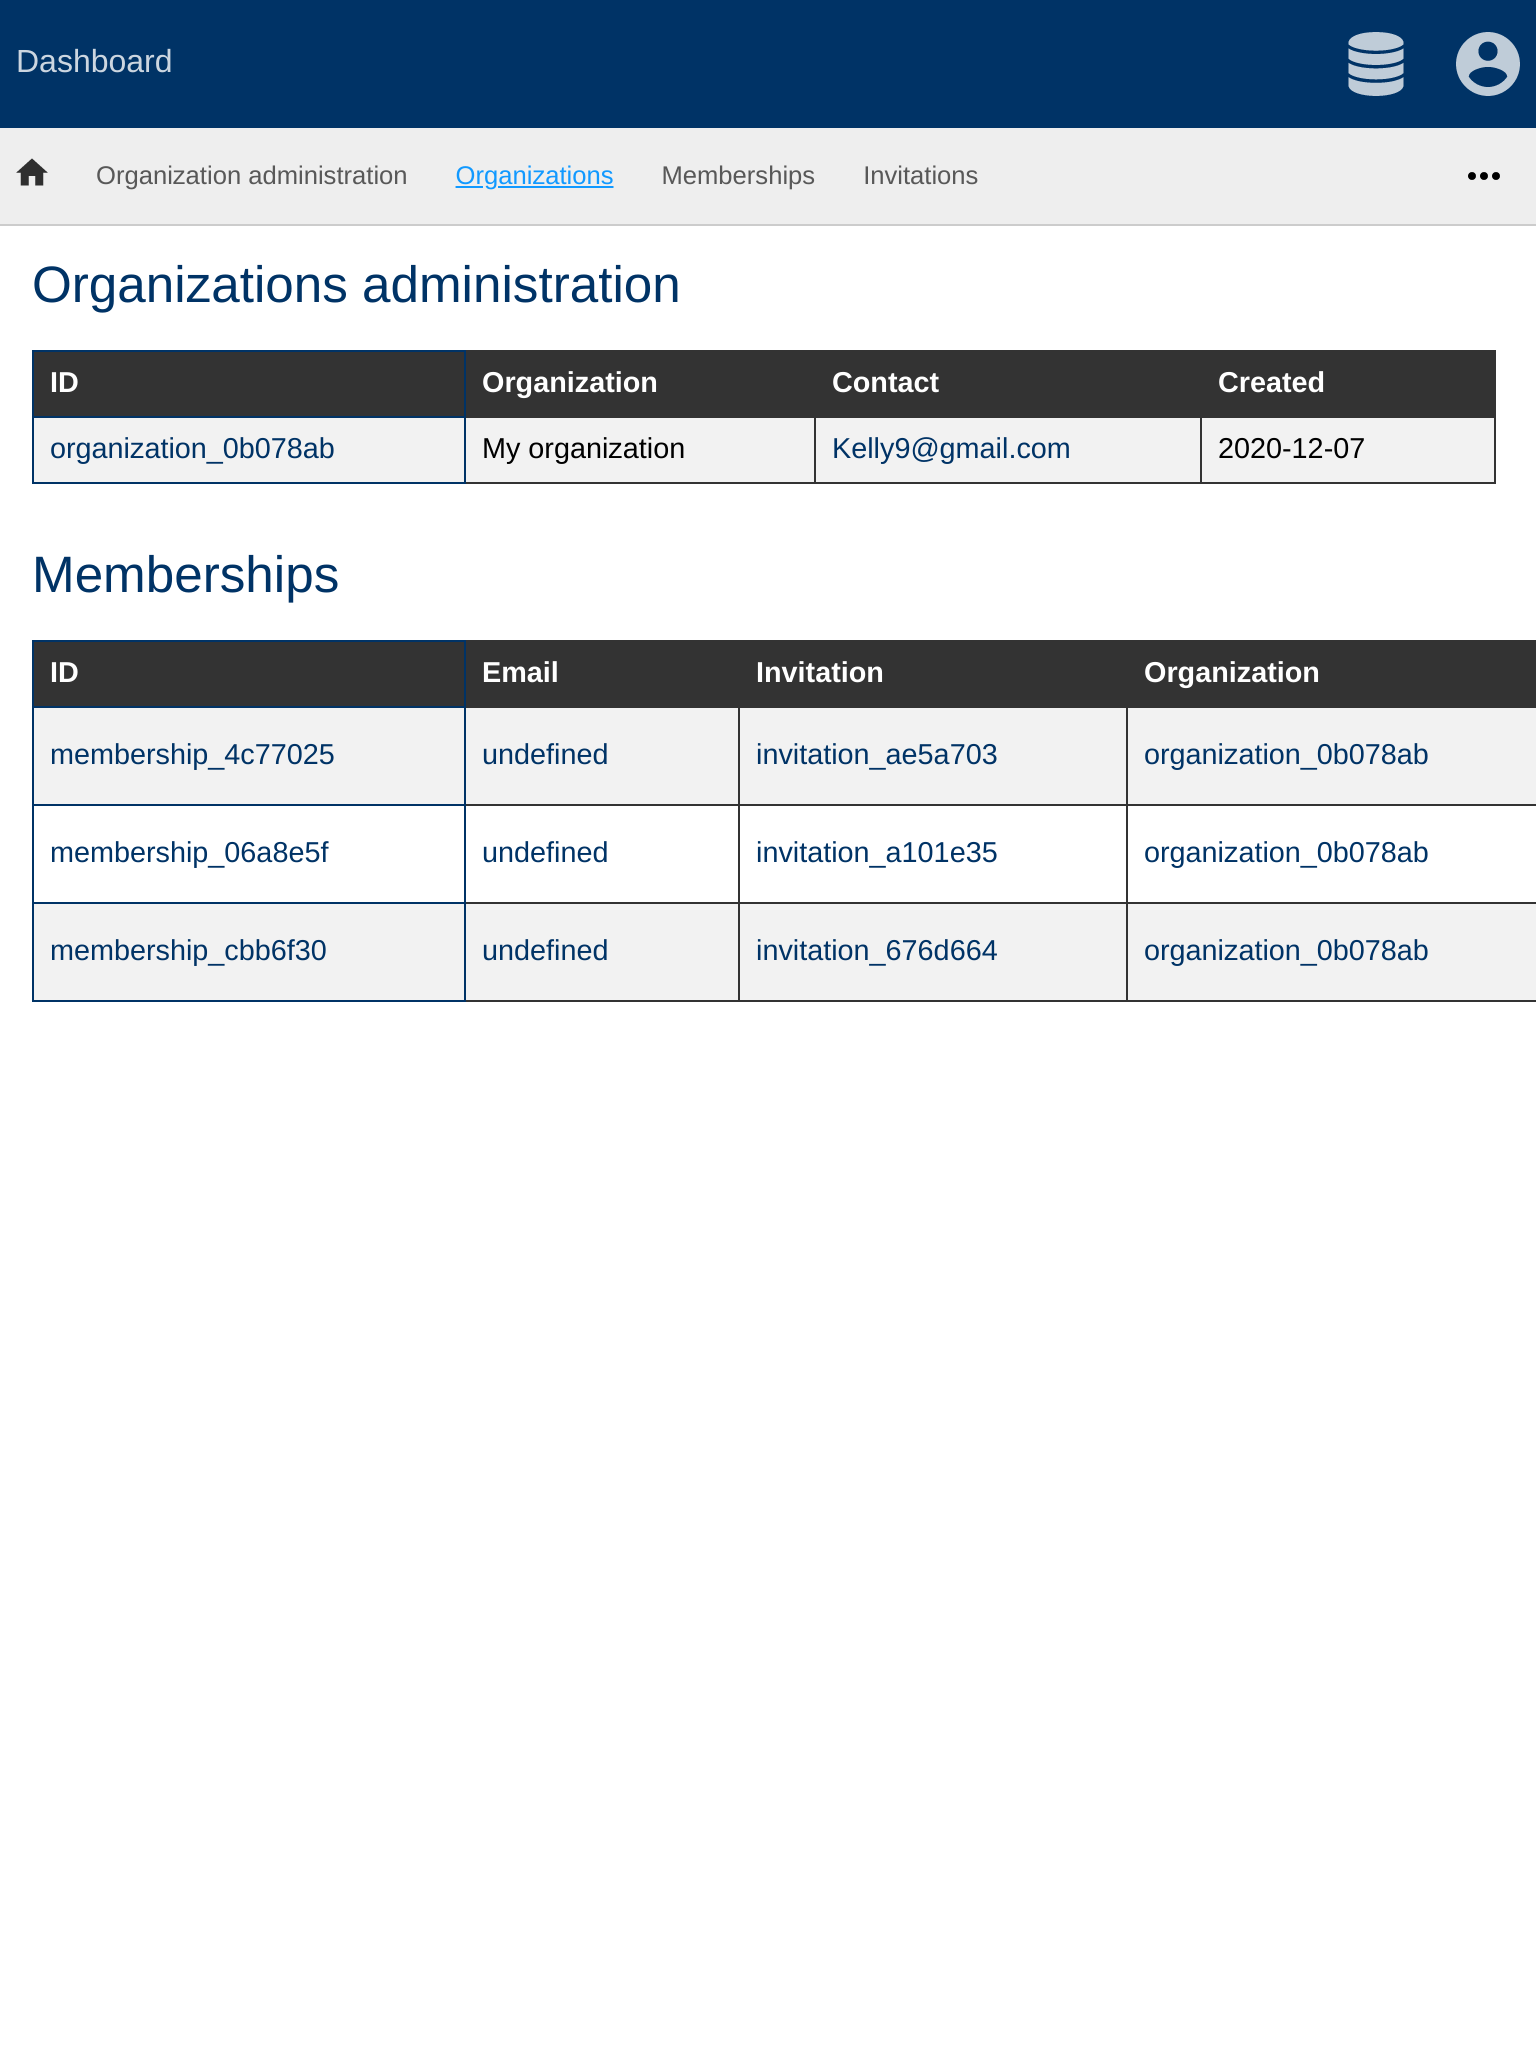 Dashboard
Organization administration Organizations Memberships Invitations
Organizations administration
ID Organization Contact Created
organization_0b078ab My organization Kelly9@gmail.com 2020-12-07
Memberships
ID Email Invitation Organization
membership_4c77025 undefined invitation_ae5a703 organization_0b078ab
membership_06a8e5f undefined invitation_a101e35 organization_0b078ab
membership_cbb6f30 undefined invitation_676d664 organization_0b078ab